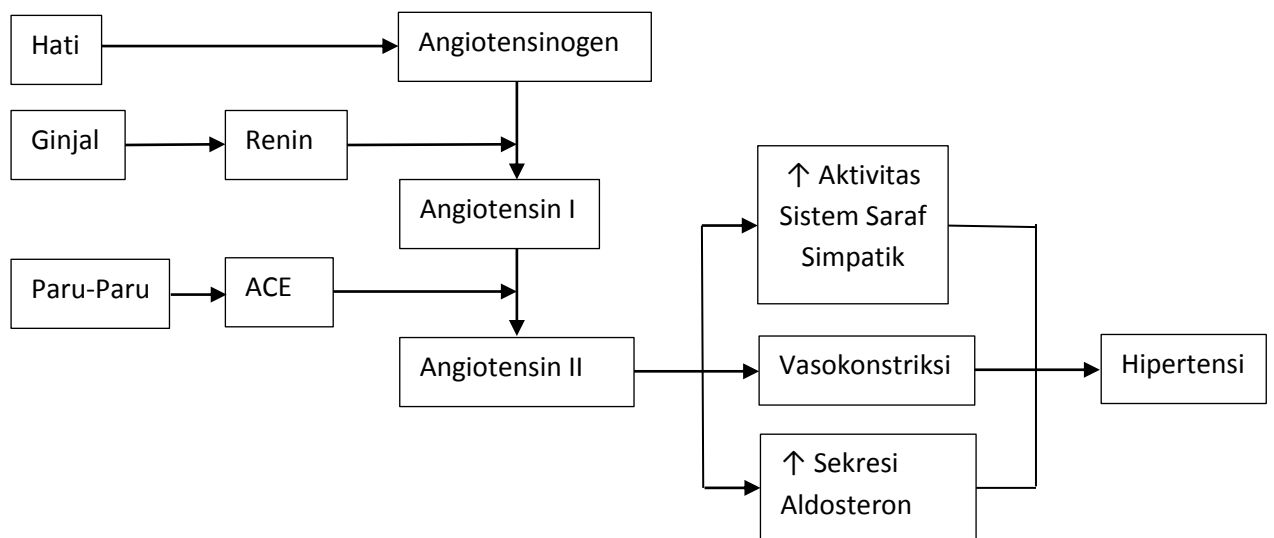 Hati
Angiotensinogen
Ginjal
Renin
Angiotensin I
Paru-Paru
ACE
Angiotensin II
↑ Aktivitas
Sistem Saraf
Simpatik
Vasokonstriksi
↑ Sekresi
Aldosteron
Hipertensi